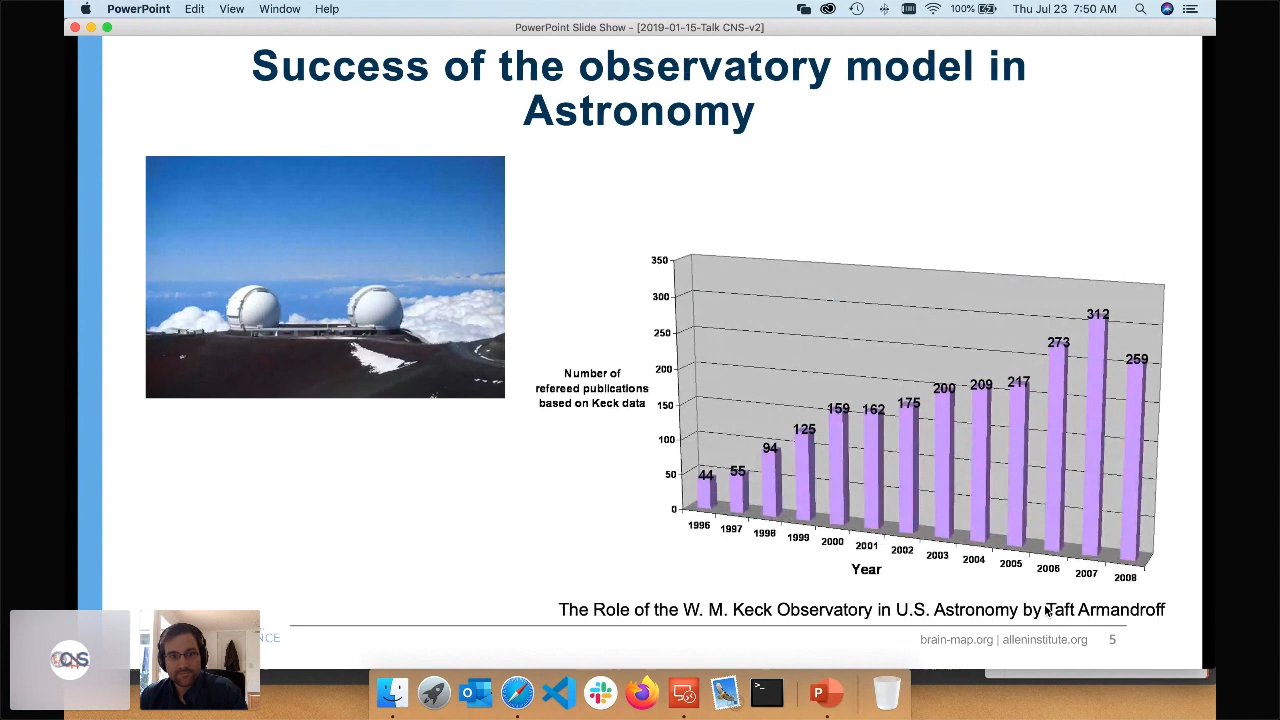 PowerPoint Edit View Window Help
100% Thu Jul 23 7:50 AM
PowerPoint Slide Show - [2019-01-15-Talk CNS-v2]
Success of the observatory model in
Astronomy
350
300
250
200
150
100
50
0
Number of
refereed publications
based on Keck data
44
55
94
125
159
162
175
200
209
217
273
312
259
1996
1997
1998
1999
2000
2001
2002
2003
2004
2005
2006
2007
2008
Year
The Role of the W. M. Keck Observatory in U.S. Astronomy by Taft Armandroff
brain-map.org | alleninstitute.org 5
CNS